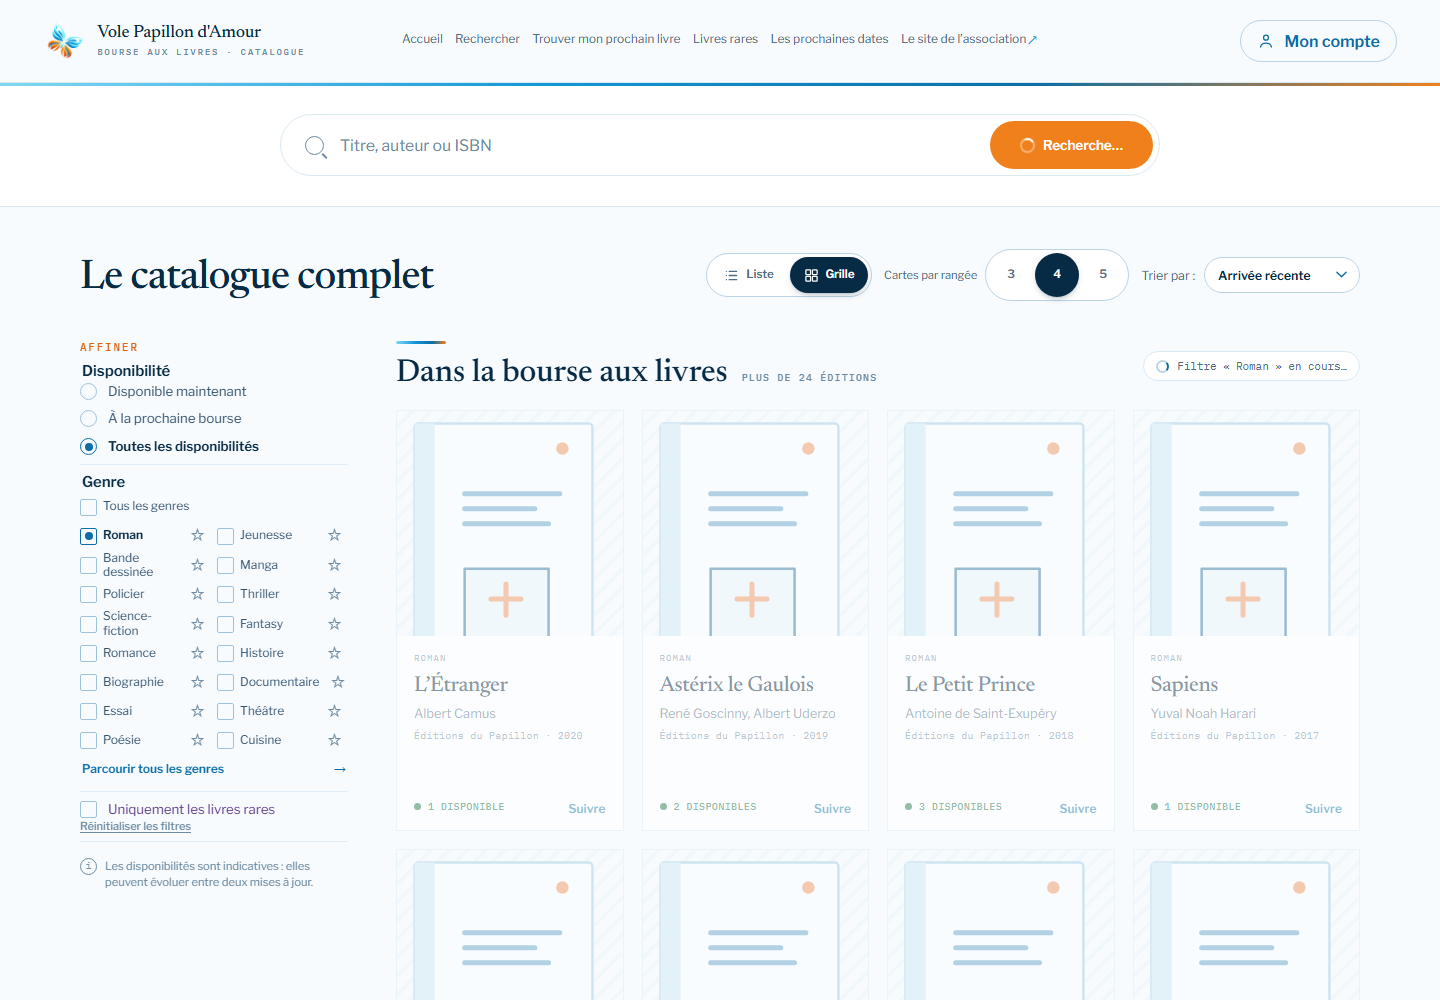 Vole Papillon d'Amour
BOURSE AUX LIVRES - CATALOGUE
Accueil Rechercher Trouver mon prochain livre Livres rares Les prochaines dates Le site de l'association↗
Mon compte
Titre, auteur ou ISBN
Recherche…
Le catalogue complet
Liste Grille
Cartes par rangée 3 4 5
Trier par : Arrivée récente
AFFINER
Disponibilité
Disponible maintenant
À la prochaine bourse
Toutes les disponibilités
Genre
Tous les genres
Roman ☆ Jeunesse ☆
Bande
dessinée ☆ Manga ☆
Policier ☆ Thriller ☆
Science-
fiction ☆ Fantasy ☆
Romance ☆ Histoire ☆
Biographie ☆ Documentaire ☆
Essai ☆ Théâtre ☆
Poésie ☆ Cuisine ☆
Parcourir tous les genres →
Uniquement les livres rares
Réinitialiser les filtres
i Les disponibilités sont indicatives : elles
peuvent évoluer entre deux mises à jour.
Dans la bourse aux livres PLUS DE 24 ÉDITIONS
Filtre « Roman » en cours…
ROMAN
L’Étranger
Albert Camus
Éditions du Papillon · 2020
1 DISPONIBLE Suivre
ROMAN
Astérix le Gaulois
René Goscinny, Albert Uderzo
Éditions du Papillon · 2019
2 DISPONIBLES Suivre
ROMAN
Le Petit Prince
Antoine de Saint-Exupéry
Éditions du Papillon · 2018
3 DISPONIBLES Suivre
ROMAN
Sapiens
Yuval Noah Harari
Éditions du Papillon · 2017
1 DISPONIBLE Suivre